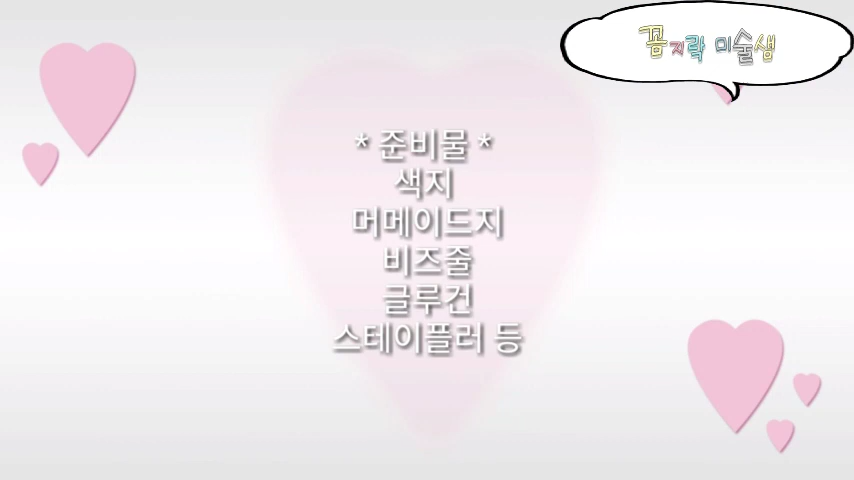 꼼지락 미술샘
* 준비물 *
색지
머메이드지
비즈줄
글루건
스테이플러 등